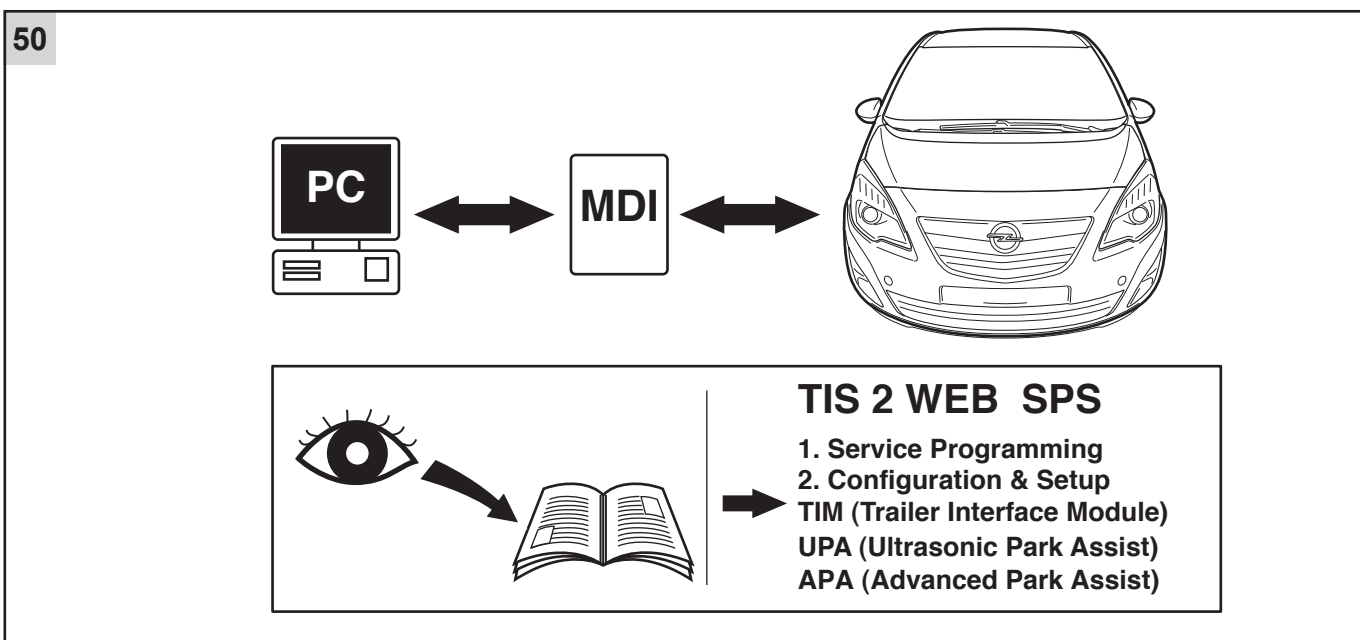 50
PC
MDI
TIS 2 WEB SPS
1. Service Programming
2. Configuration & Setup
TIM (Trailer Interface Module)
UPA (Ultrasonic Park Assist)
APA (Advanced Park Assist)